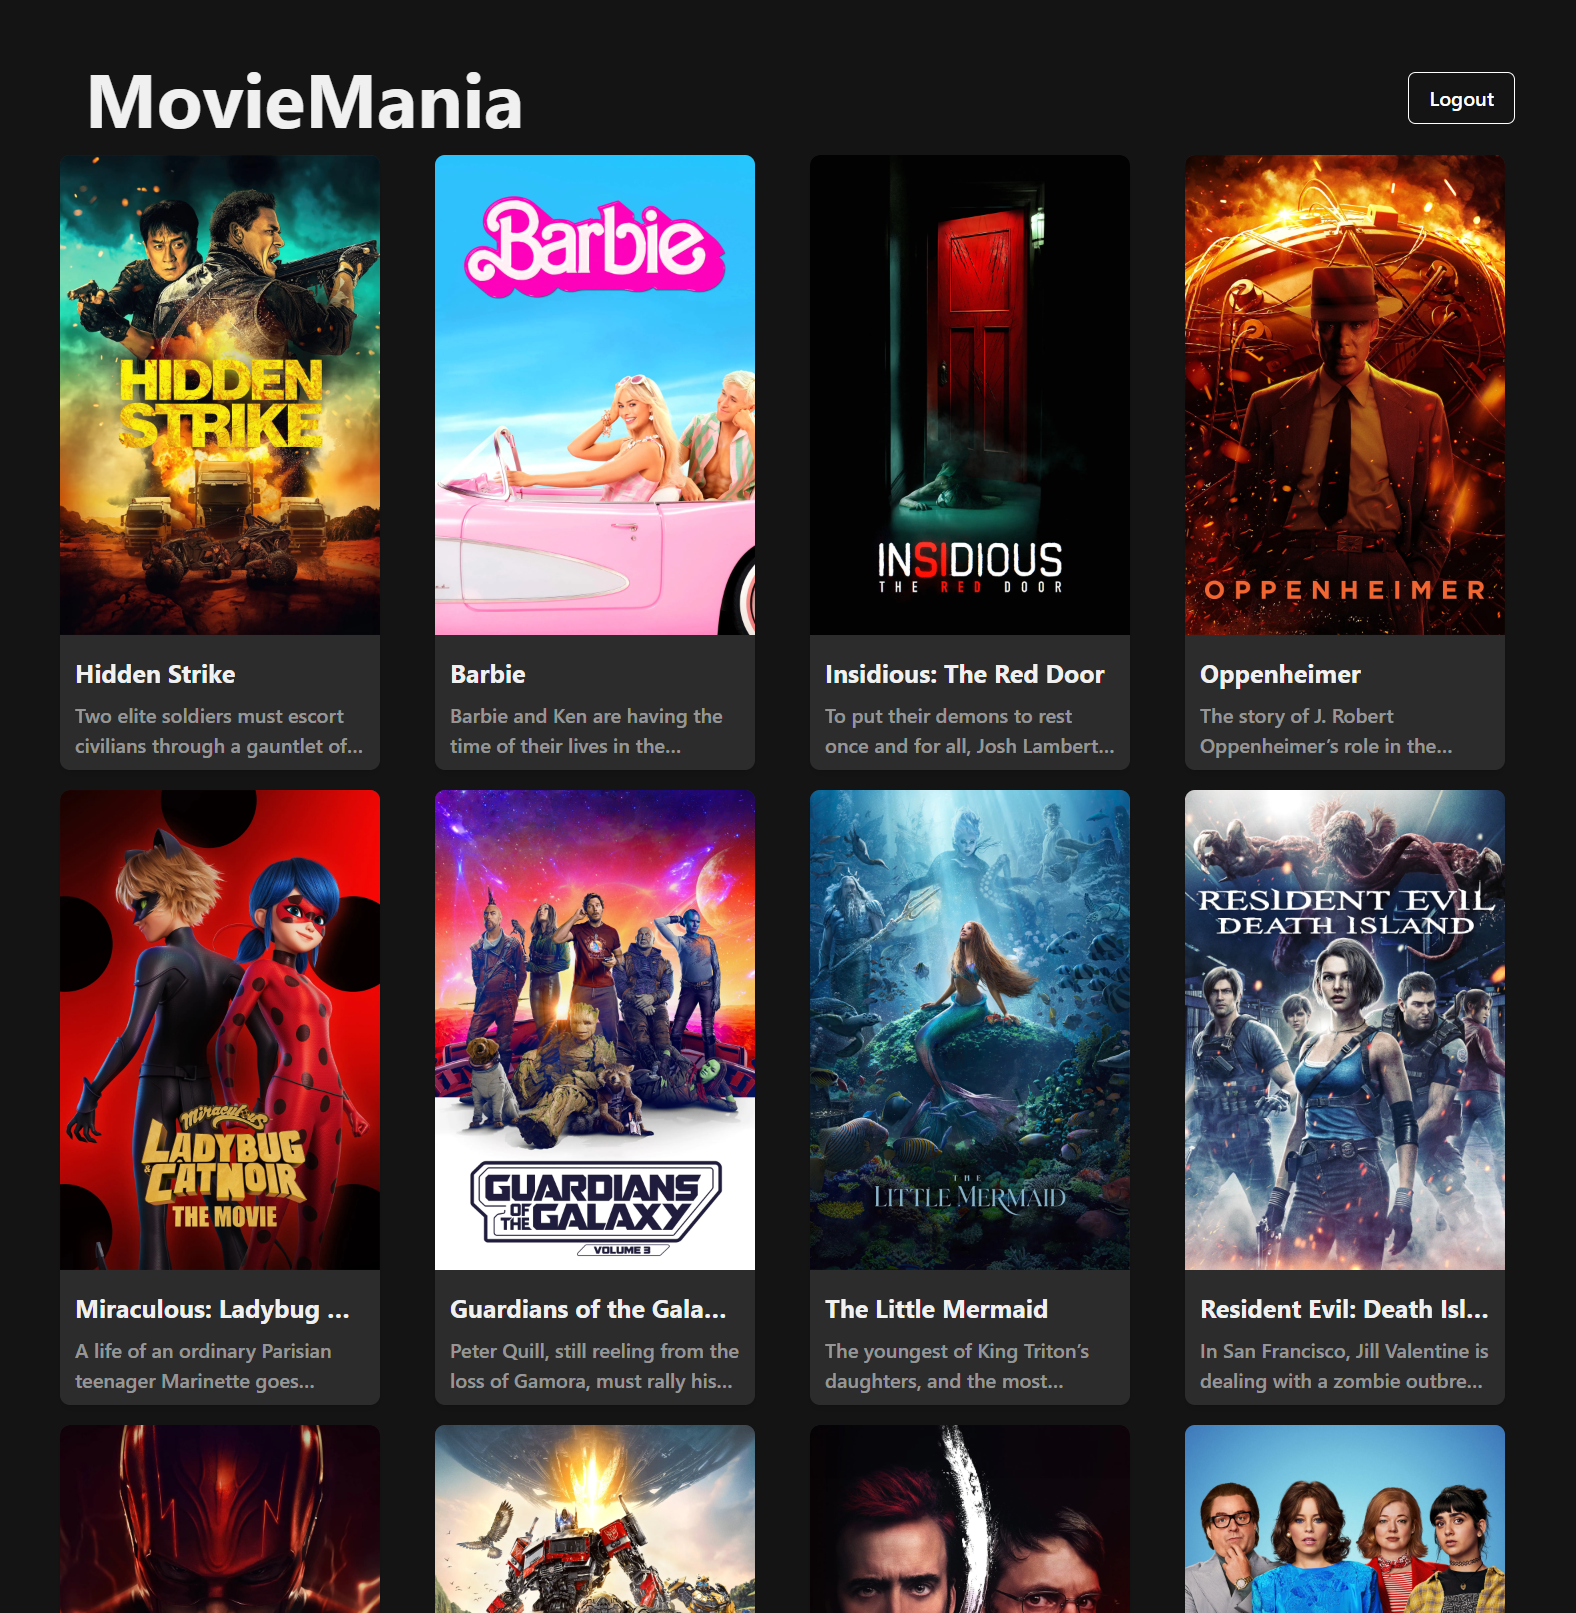 MovieMania
Logout
HIDDEN
STRIKE
Barbie
INSIDIOUS
THE RED DOOR
OPPENHEIMER
Hidden Strike
Two elite soldiers must escort
civilians through a gauntlet of...
Barbie
Barbie and Ken are having the
time of their lives in the...
Insidious: The Red Door
To put their demons to rest
once and for all, Josh Lambert...
Oppenheimer
The story of J. Robert
Oppenheimer’s role in the...
Miraculous
LADYBUG
& CATNOIR
THE MOVIE
GUARDIANS
OF THE GALAXY
VOLUME 3
THE
LITTLE MERMAID
RESIDENT EVIL
DEATH ISLAND
Miraculous: Ladybug ...
A life of an ordinary Parisian
teenager Marinette goes...
Guardians of the Gala...
Peter Quill, still reeling from the
loss of Gamora, must rally his...
The Little Mermaid
The youngest of King Triton’s
daughters, and the most...
Resident Evil: Death Isl...
In San Francisco, Jill Valentine is
dealing with a zombie outbre...